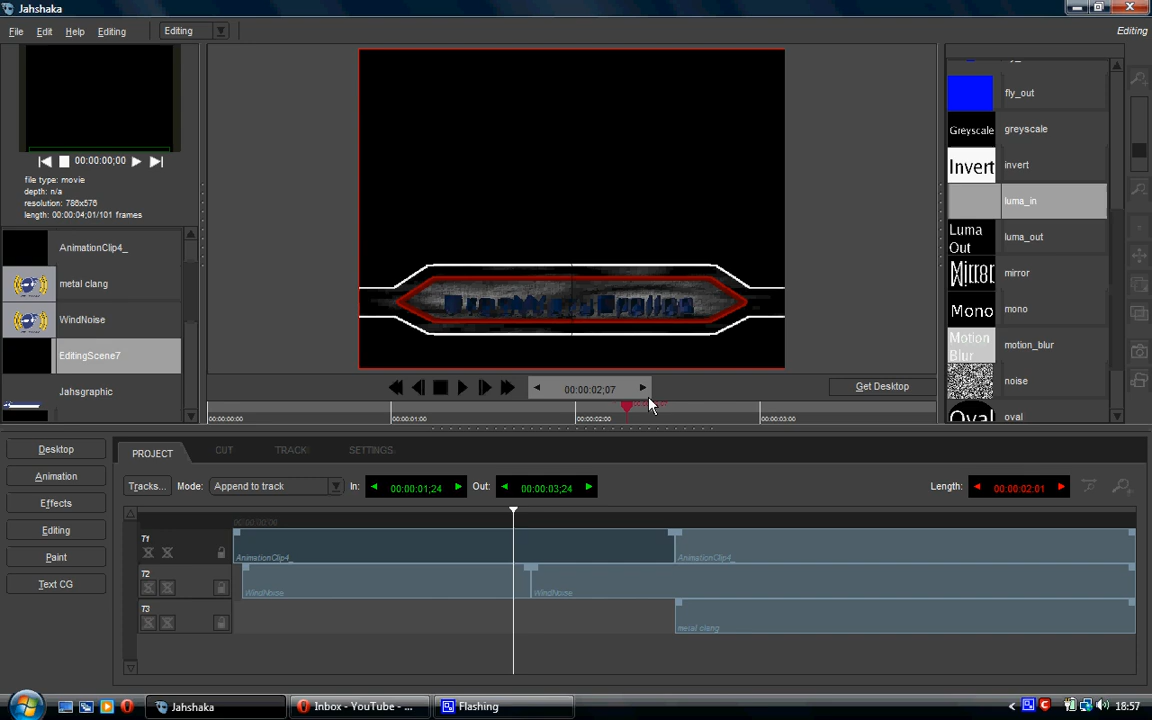 Jahshaka
File Edit Help Editing Editing Editing
00:00:00;00
file type: movie
depth: n/a
resolution: 786x576
length: 00:00:04;01/101 frames
AnimationClip4_
metal clang
WindNoise
EditingScene7
Jahsgraphic
fly_out
Greyscale greyscale
Invert invert
luma_in
Luma Out luma_out
Mirror mirror
Mono mono
Motion Blur motion_blur
noise
Oval oval
00:00:02;07
Get Desktop
00:00:00:00 00:00:01:00 00:00:02:00 00:00:03:00
Desktop
Animation
Effects
Editing
Paint
Text CG
PROJECT CUT TRACK SETTINGS
Tracks... Mode: Append to track In: 00:00:01;24 Out: 00:00:03;24 Length: 00:00:02:01
00:00:00:00
T1 AnimationClip4_ AnimationClip4_
T2 WindNoise WindNoise
T3 metal clang
Jahshaka Inbox - YouTube - ... Flashing 18:57